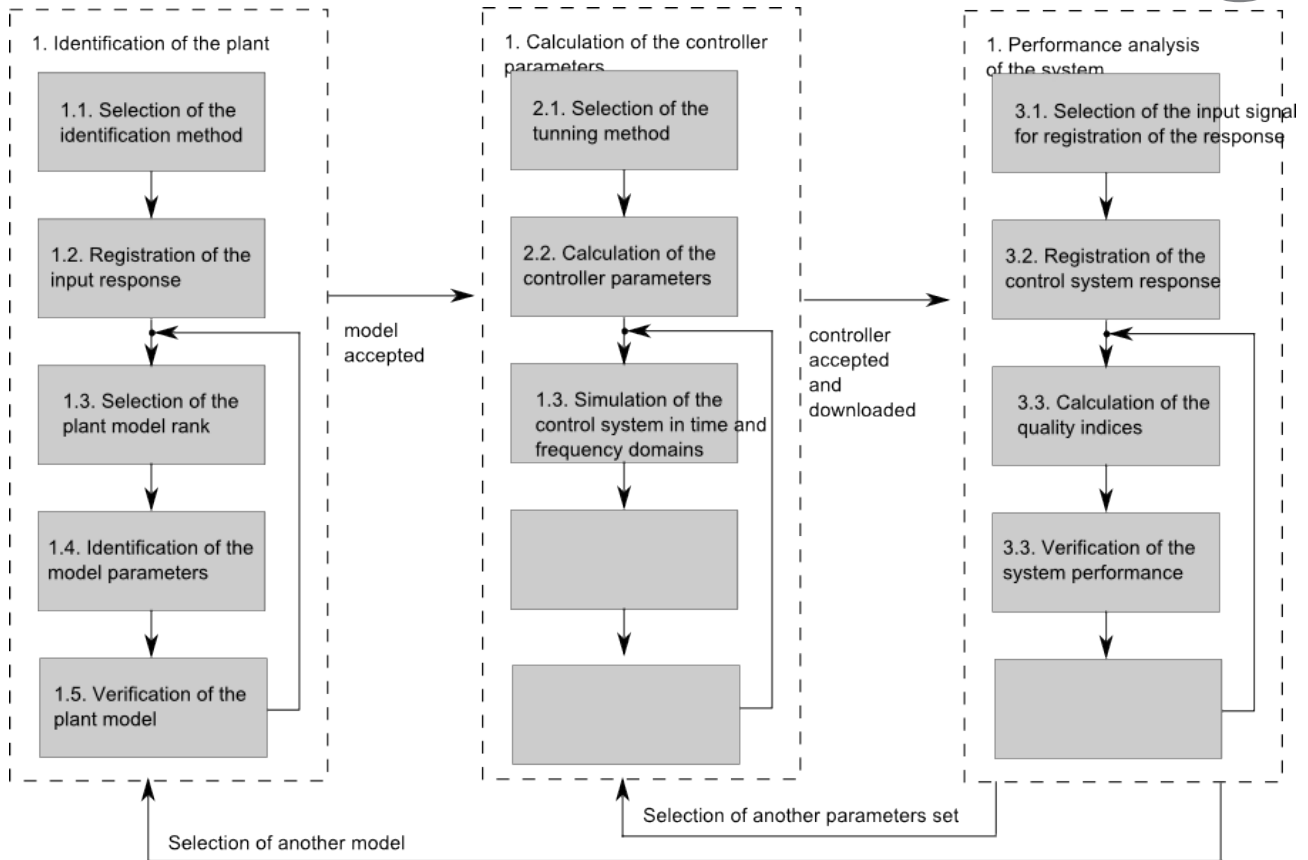 1. Identification of the plant
1.1. Selection of the
identification method
1.2. Registration of the
input response
1.3. Selection of the
plant model rank
1.4. Identification of the
model parameters
1.5. Verification of the
plant model
model
accepted
1. Calculation of the controller
parameters
2.1. Selection of the
tunning method
2.2. Calculation of the
controller parameters
1.3. Simulation of the
control system in time and
frequency domains
controller
accepted
and
downloaded
1. Performance analysis
of the system
3.1. Selection of the input signal
for registration of the response
3.2. Registration of the
control system response
3.3. Calculation of the
quality indices
3.3. Verification of the
system performance
Selection of another parameters set
Selection of another model